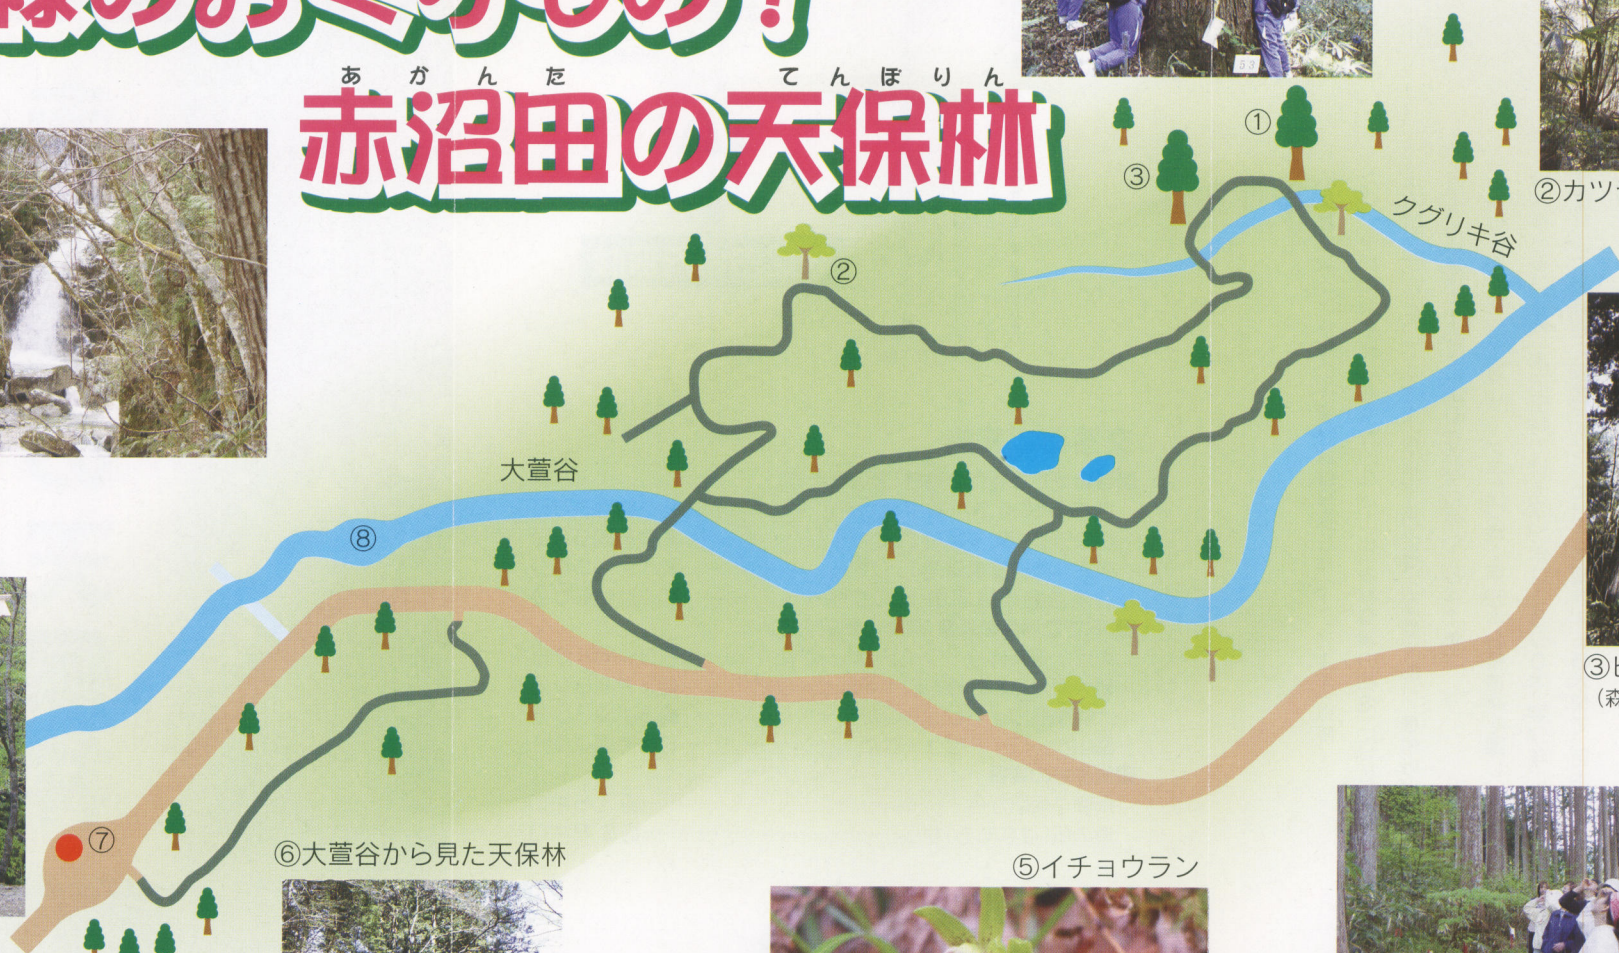 あかんた てんぽりん
赤沼田の天保林
53
①
③
②カツ
クグリキ谷
②
大萱谷
⑧
③
⑦
⑥大萱谷から見た天保林
⑤イチョウラン